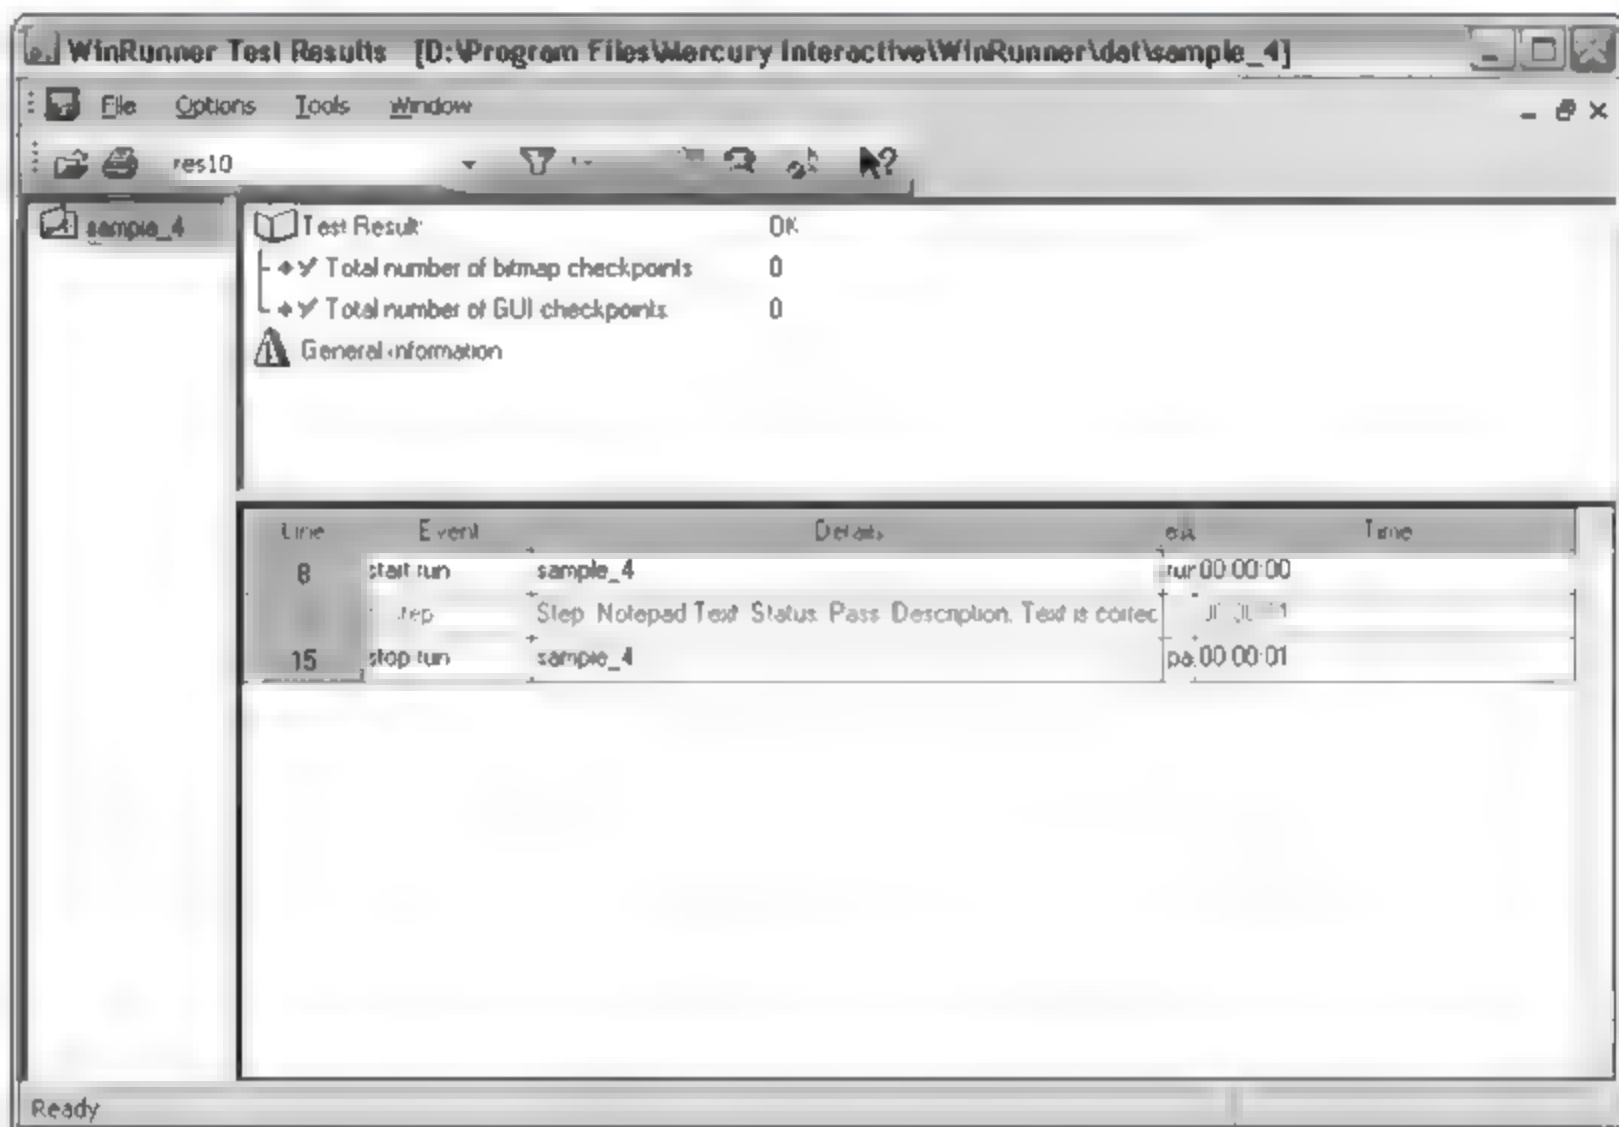 WinRunner Test Results [D:\Program Files\Mercury Interactive\WinRunner\dat\sample_4]
File Options Tools Window
res10
sample_4
Test Result: OK
Total number of bitmap checkpoints 0
Total number of GUI checkpoints 0
General information
Line Event Details Time
8 start run sample_4 run 00:00:00
Step: Notepad Text Status: Pass Description: Text is correc
15 stop run sample_4 pa 00:00:01
Ready